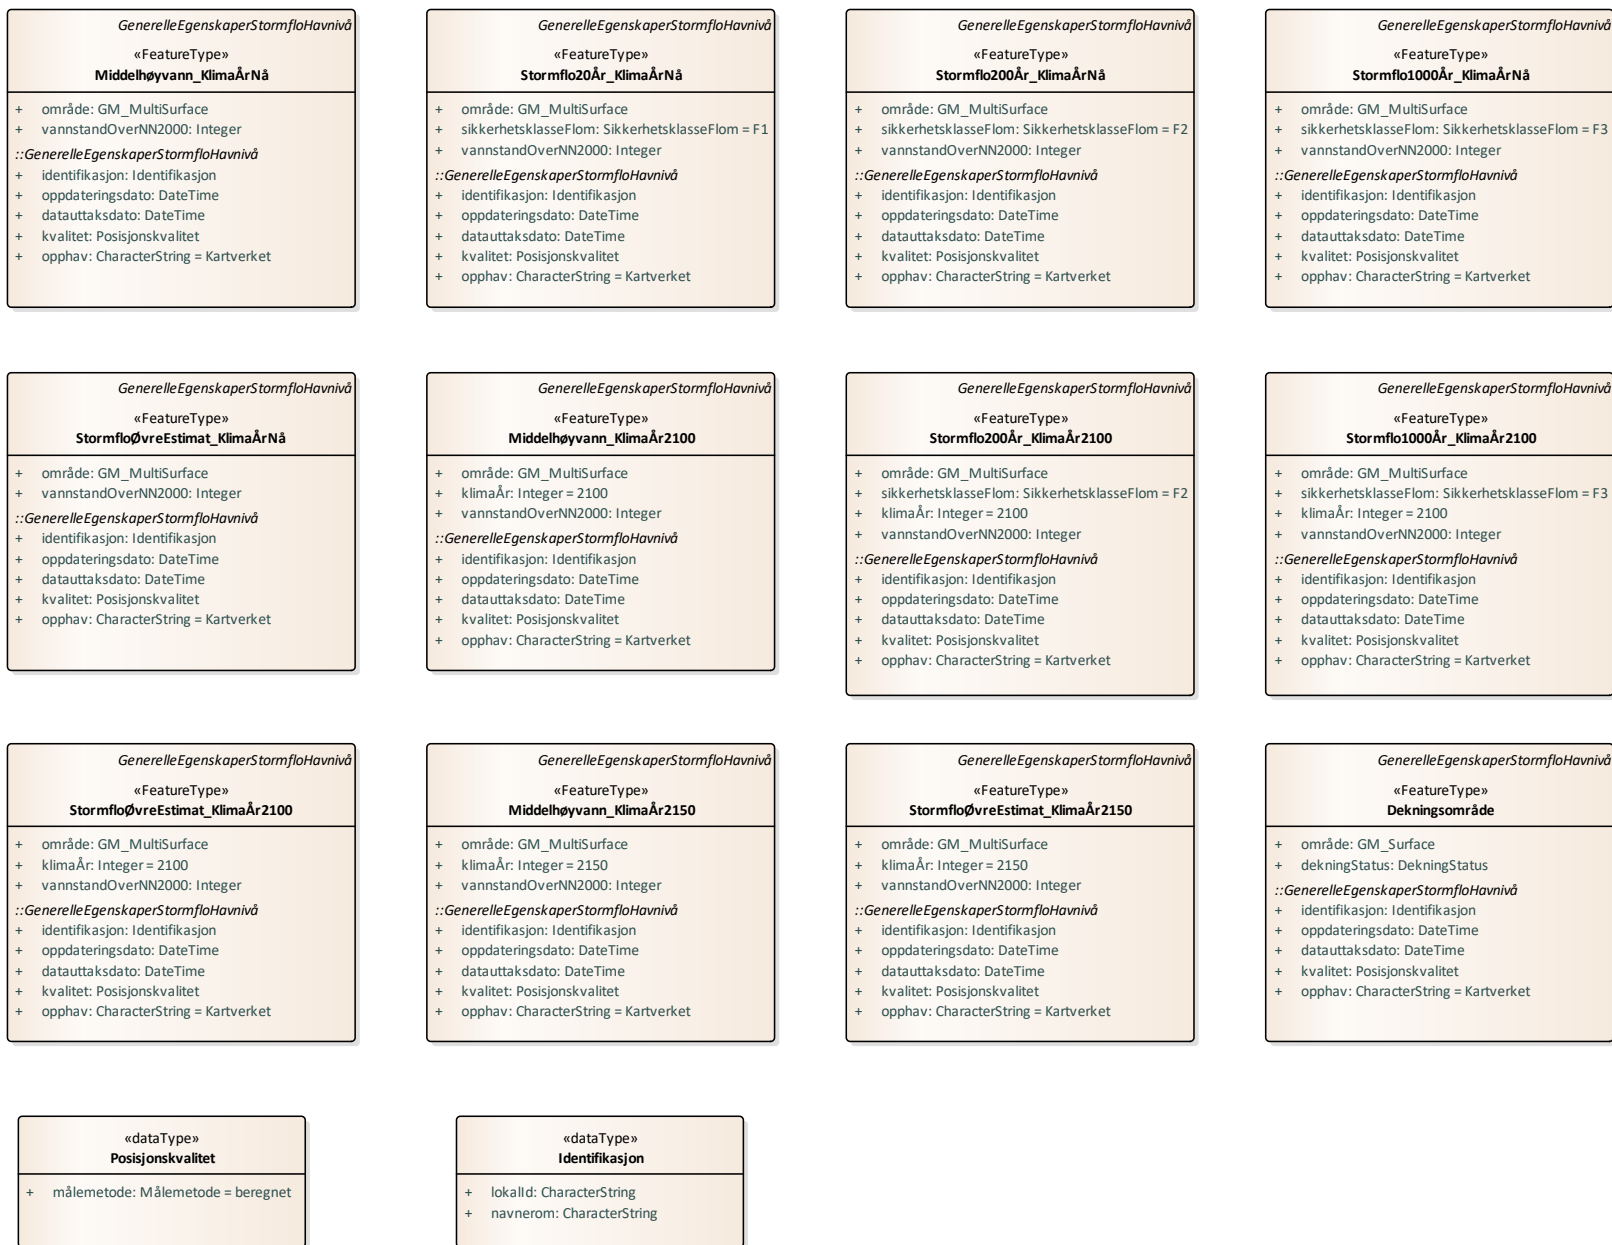 GenerelleEgenskaperStormfloHavnivå
«FeatureType»
Middelhøyvann_KlimaÅrNå
+ område: GM_MultiSurface
+ vannstandOverNN2000: Integer
::GenerelleEgenskaperStormfloHavnivå
+ identifikasjon: Identifikasjon
+ oppdateringsdato: DateTime
+ datauttaksdato: DateTime
+ kvalitet: Posisjonskvalitet
+ opphav: CharacterString = Kartverket
GenerelleEgenskaperStormfloHavnivå
«FeatureType»
Stormflo20År_KlimaÅrNå
+ område: GM_MultiSurface
+ sikkerhetsklasseFlom: SikkerhetsklasseFlom = F1
+ vannstandOverNN2000: Integer
::GenerelleEgenskaperStormfloHavnivå
+ identifikasjon: Identifikasjon
+ oppdateringsdato: DateTime
+ datauttaksdato: DateTime
+ kvalitet: Posisjonskvalitet
+ opphav: CharacterString = Kartverket
GenerelleEgenskaperStormfloHavnivå
«FeatureType»
Stormflo200År_KlimaÅrNå
+ område: GM_MultiSurface
+ sikkerhetsklasseFlom: SikkerhetsklasseFlom = F2
+ vannstandOverNN2000: Integer
::GenerelleEgenskaperStormfloHavnivå
+ identifikasjon: Identifikasjon
+ oppdateringsdato: DateTime
+ datauttaksdato: DateTime
+ kvalitet: Posisjonskvalitet
+ opphav: CharacterString = Kartverket
GenerelleEgenskaperStormfloHavnivå
«FeatureType»
Stormflo1000År_KlimaÅrNå
+ område: GM_MultiSurface
+ sikkerhetsklasseFlom: SikkerhetsklasseFlom = F3
+ vannstandOverNN2000: Integer
::GenerelleEgenskaperStormfloHavnivå
+ identifikasjon: Identifikasjon
+ oppdateringsdato: DateTime
+ datauttaksdato: DateTime
+ kvalitet: Posisjonskvalitet
+ opphav: CharacterString = Kartverket
GenerelleEgenskaperStormfloHavnivå
«FeatureType»
StormfloØvreEstimat_KlimaÅrNå
+ område: GM_MultiSurface
+ vannstandOverNN2000: Integer
::GenerelleEgenskaperStormfloHavnivå
+ identifikasjon: Identifikasjon
+ oppdateringsdato: DateTime
+ datauttaksdato: DateTime
+ kvalitet: Posisjonskvalitet
+ opphav: CharacterString = Kartverket
GenerelleEgenskaperStormfloHavnivå
«FeatureType»
Middelhøyvann_KlimaÅr2100
+ område: GM_MultiSurface
+ klimaÅr: Integer = 2100
+ vannstandOverNN2000: Integer
::GenerelleEgenskaperStormfloHavnivå
+ identifikasjon: Identifikasjon
+ oppdateringsdato: DateTime
+ datauttaksdato: DateTime
+ kvalitet: Posisjonskvalitet
+ opphav: CharacterString = Kartverket
GenerelleEgenskaperStormfloHavnivå
«FeatureType»
Stormflo200År_KlimaÅr2100
+ område: GM_MultiSurface
+ sikkerhetsklasseFlom: SikkerhetsklasseFlom = F2
+ klimaÅr: Integer = 2100
+ vannstandOverNN2000: Integer
::GenerelleEgenskaperStormfloHavnivå
+ identifikasjon: Identifikasjon
+ oppdateringsdato: DateTime
+ datauttaksdato: DateTime
+ kvalitet: Posisjonskvalitet
+ opphav: CharacterString = Kartverket
GenerelleEgenskaperStormfloHavnivå
«FeatureType»
Stormflo1000År_KlimaÅr2100
+ område: GM_MultiSurface
+ sikkerhetsklasseFlom: SikkerhetsklasseFlom = F3
+ klimaÅr: Integer = 2100
+ vannstandOverNN2000: Integer
::GenerelleEgenskaperStormfloHavnivå
+ identifikasjon: Identifikasjon
+ oppdateringsdato: DateTime
+ datauttaksdato: DateTime
+ kvalitet: Posisjonskvalitet
+ opphav: CharacterString = Kartverket
GenerelleEgenskaperStormfloHavnivå
«FeatureType»
StormfloØvreEstimat_KlimaÅr2100
+ område: GM_MultiSurface
+ klimaÅr: Integer = 2100
+ vannstandOverNN2000: Integer
::GenerelleEgenskaperStormfloHavnivå
+ identifikasjon: Identifikasjon
+ oppdateringsdato: DateTime
+ datauttaksdato: DateTime
+ kvalitet: Posisjonskvalitet
+ opphav: CharacterString = Kartverket
GenerelleEgenskaperStormfloHavnivå
«FeatureType»
Middelhøyvann_KlimaÅr2150
+ område: GM_MultiSurface
+ klimaÅr: Integer = 2150
+ vannstandOverNN2000: Integer
::GenerelleEgenskaperStormfloHavnivå
+ identifikasjon: Identifikasjon
+ oppdateringsdato: DateTime
+ datauttaksdato: DateTime
+ kvalitet: Posisjonskvalitet
+ opphav: CharacterString = Kartverket
GenerelleEgenskaperStormfloHavnivå
«FeatureType»
StormfloØvreEstimat_KlimaÅr2150
+ område: GM_MultiSurface
+ klimaÅr: Integer = 2150
+ vannstandOverNN2000: Integer
::GenerelleEgenskaperStormfloHavnivå
+ identifikasjon: Identifikasjon
+ oppdateringsdato: DateTime
+ datauttaksdato: DateTime
+ kvalitet: Posisjonskvalitet
+ opphav: CharacterString = Kartverket
GenerelleEgenskaperStormfloHavnivå
«FeatureType»
Dekningsområde
+ område: GM_Surface
+ dekningStatus: DekningStatus
::GenerelleEgenskaperStormfloHavnivå
+ identifikasjon: Identifikasjon
+ oppdateringsdato: DateTime
+ datauttaksdato: DateTime
+ kvalitet: Posisjonskvalitet
+ opphav: CharacterString = Kartverket
«dataType»
Posisjonskvalitet
+ målemetode: Målemetode = beregnet
«dataType»
Identifikasjon
+ lokalId: CharacterString
+ navnerom: CharacterString